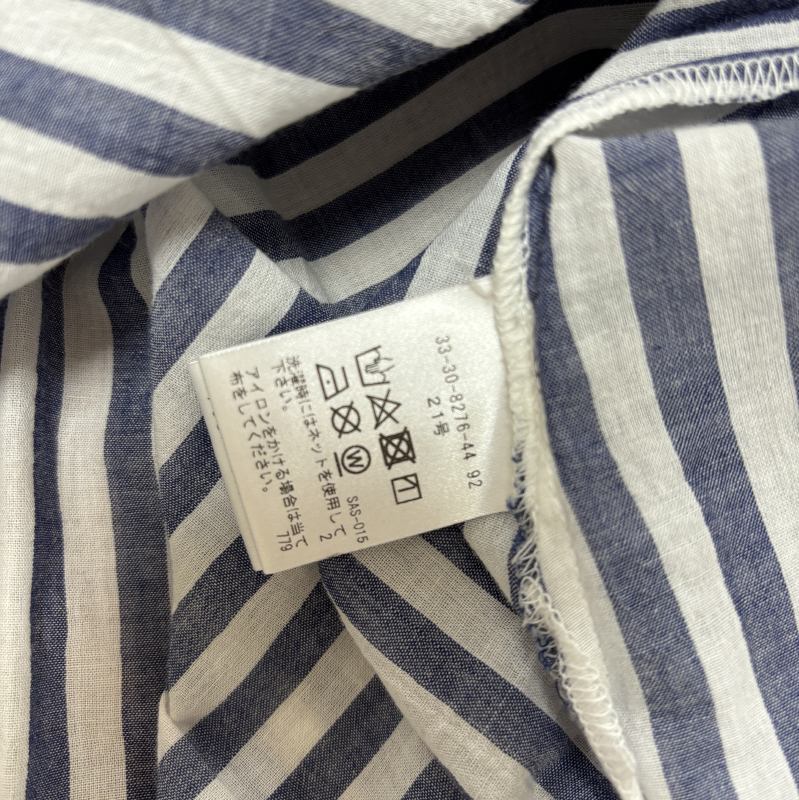 33-30-8276-44 92
21号
W
SAS-015
洗濯時にはネットを使用して 2
下さい。
アイロンをかける場合は当て 779
布をしてください。